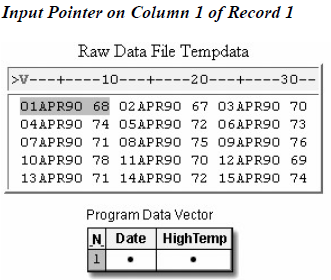 Input Pointer on Column 1 of Record 1
Raw Data File Tempdata
>V---+----10---+----20---+----30--
01APR90 68 02APR90 67 03APR90 70
04APR90 74 05APR90 72 06APR90 73
07APR90 71 08APR90 75 09APR90 76
10APR90 78 11APR90 70 12APR90 69
13APR90 71 14APR90 72 15APR90 74
Program Data Vector
_N_ Date HighTemp
1 • •